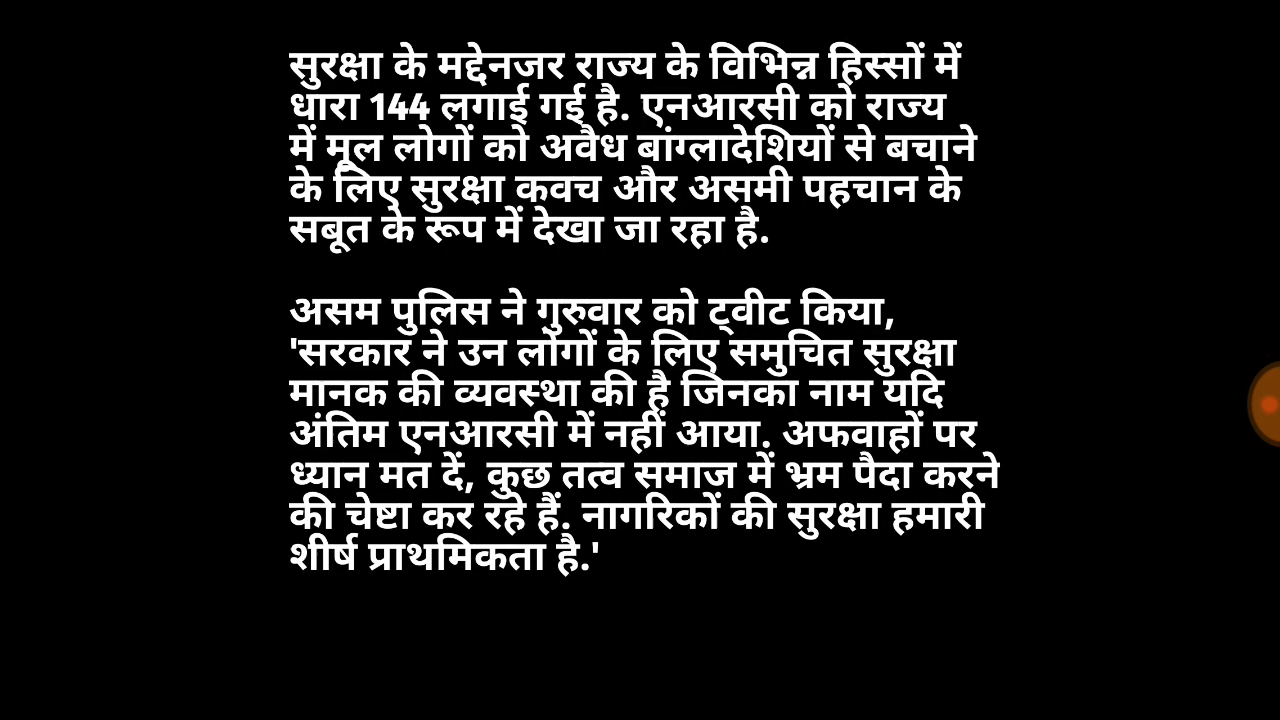 सुरक्षा के मद्देनजर राज्य के विभिन्न हिस्सों में
धारा 144 लगाई गई है. एनआरसी को राज्य
में मूल लोगों को अवैध बांग्लादेशियों से बचाने
के लिए सुरक्षा कवच और असमी पहचान के
सबूत के रूप में देखा जा रहा है.
असम पुलिस ने गुरुवार को ट्वीट किया,
'सरकार ने उन लोगों के लिए समुचित सुरक्षा
मानक की व्यवस्था की है जिनका नाम यदि
अंतिम एनआरसी में नहीं आया. अफवाहों पर
ध्यान मत दें, कुछ तत्व समाज में भ्रम पैदा करने
की चेष्टा कर रहे हैं. नागरिकों की सुरक्षा हमारी
शीर्ष प्राथमिकता है.'